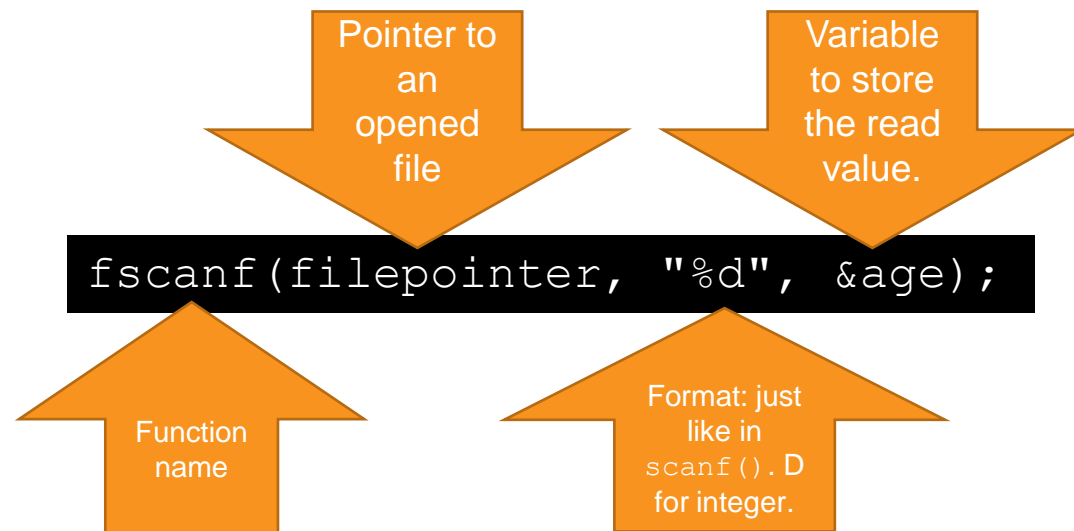 Pointer to
an
opened
file
Variable
to store
the read
value.
fscanf(filepointer, "%d", &age);
Function
name
Format: just
like in
scanf(). D
for integer.